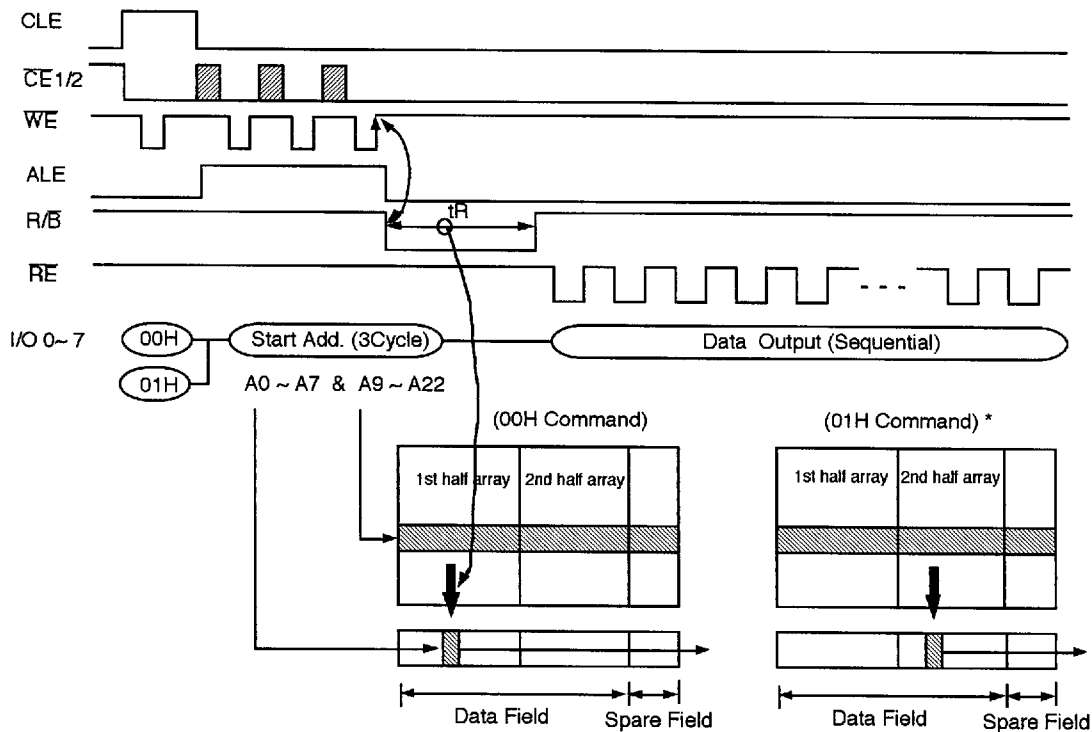 CLE
CE1/2
WE
ALE
R/B
tR
RE
- - -
I/O 0~ 7
00H
Start Add. (3Cycle)
Data Output (Sequential)
01H
A0 ~ A7 & A9 ~ A22
(00H Command)
(01H Command) *
1st half array
2nd half array
1st half array
2nd half array
Data Field
Spare Field
Data Field
Spare Field